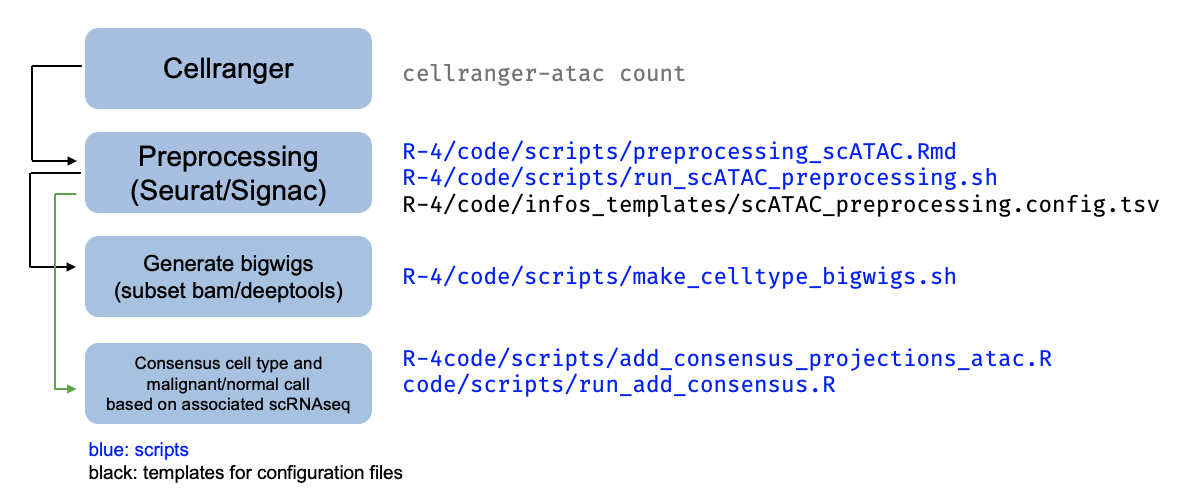 Cellranger
cellranger-atac count
Preprocessing
(Seurat/Signac)
R-4/code/scripts/preprocessing_scATAC.Rmd
R-4/code/scripts/run_scATAC_preprocessing.sh
R-4/code/infos_templates/scATAC_preprocessing.config.tsv
Generate bigwigs
(subset bam/deeptools)
R-4/code/scripts/make_celltype_bigwigs.sh
Consensus cell type and
malignant/normal call
based on associated scRNAseq
R-4code/scripts/add_consensus_projections_atac.R
code/scripts/run_add_consensus.R
blue: scripts
black: templates for configuration files